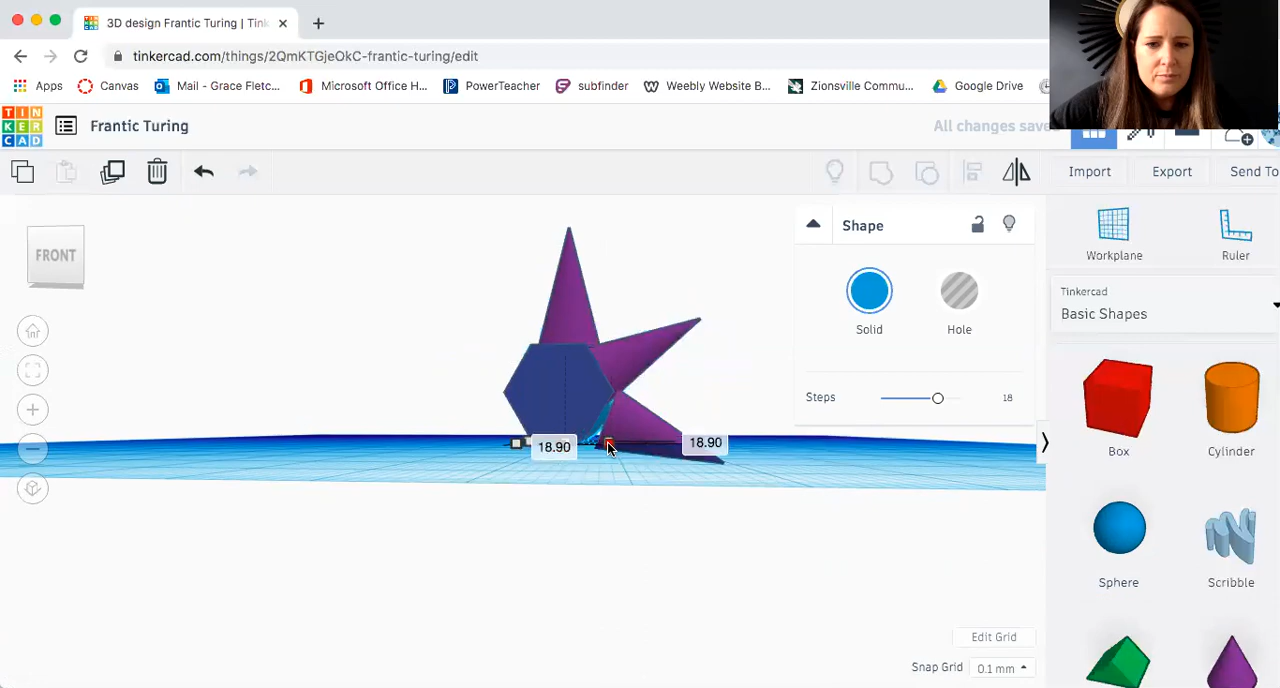 3D design Frantic Turing | Tink
tinkercad.com/things/2QmKTGjeOkC-frantic-turing/edit
Apps Canvas Mail - Grace Fletc... Microsoft Office H... PowerTeacher subfinder Weebly Website B... Zionsville Commu... Google Drive
TIN
KER
CAD
Frantic Turing
All changes save
Import Export Send To
FRONT
Shape
Solid Hole
Steps 18
18.90 18.90
Workplane Ruler
Tinkercad
Basic Shapes
Box Cylinder
Sphere Scribble
Edit Grid
Snap Grid 0.1 mm